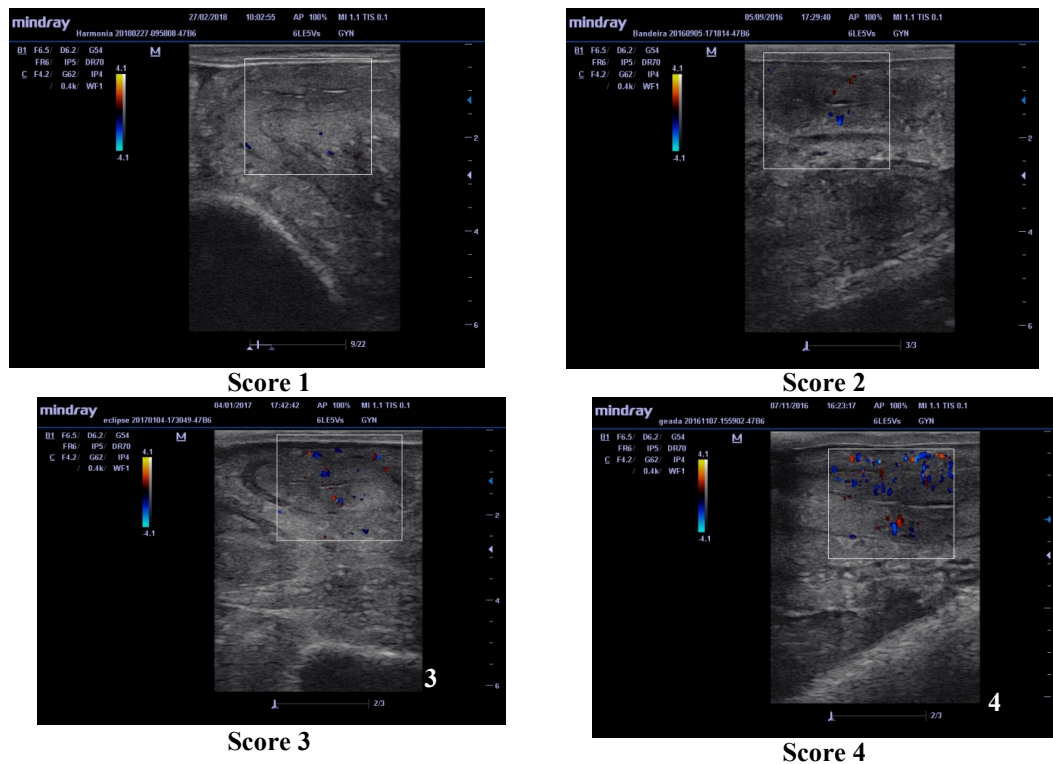 mindray 27/02/2018 10:02:55 AP 100% MI 1.1 TIS 0.1
Harmonia 20180227-095808-47B6 6LE5Vs GYN
B1 F6.5/ D6.2/ G54 M
FR6/ IP5/ DR70
C F4.2/ G62/ IP4
/ 0.4k/ WF1
4.1
-4.1
2
4
6
9/22
Score 1
mindray 05/09/2016 17:29:40 AP 100% MI 1.1 TIS 0.1
Bandeira 20160905-171814-47B6 6LE5Vs GYN
B1 F6.5/ D6.2/ G54 M
FR6/ IP5/ DR70
C F4.2/ G62/ IP4
/ 0.4k/ WF1
4.1
-4.1
2
4
6
3/3
Score 2
mindray 04/01/2017 17:42:42 AP 100% MI 1.1 TIS 0.1
eclipse 20170104-173049-47B6 6LE5Vs GYN
B1 F6.5/ D6.2/ G54 M
FR6/ IP5/ DR70
C F4.2/ G62/ IP4
/ 0.4k/ WF1
4.1
-4.1
2
4
6
3
2/3
Score 3
mindray 07/11/2016 16:23:17 AP 100% MI 1.1 TIS 0.1
geada 20161107-155902-47B6 6LE5Vs GYN
B1 F6.5/ D6.2/ G54 M
FR6/ IP5/ DR70
C F4.2/ G62/ IP4
/ 0.4k/ WF1
4.1
-4.1
4
2/3
Score 4